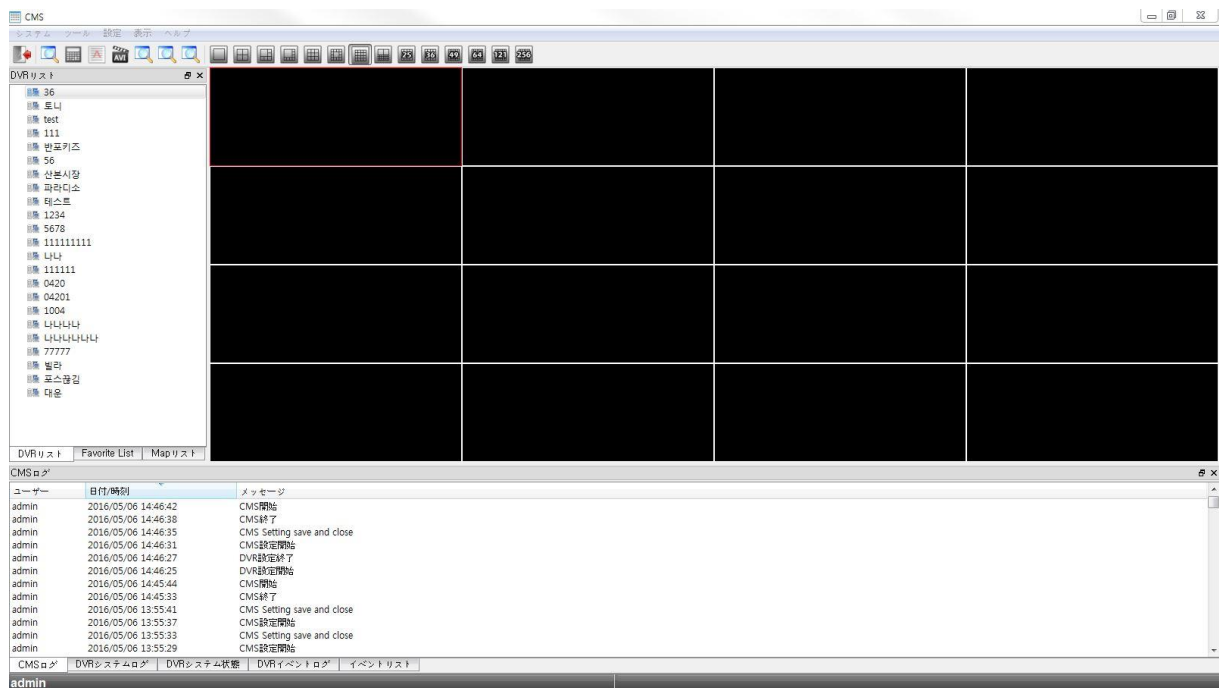 CMS
システム ツール 設定 表示 ヘルプ
AVI 25 36 49 64 121 256
DVRリスト
36
토니
test
111
반포키즈
56
산본시장
파라디소
테스트
1234
5678
111111111
나나
111111
0420
04201
1004
나나나나
나나나나나나
77777
빌라
포스끊김
대운
DVRリスト Favorite List Mapリスト
CMSログ
ユーザー 日付/時刻 メッセージ
admin 2016/05/06 14:46:42 CMS開始
admin 2016/05/06 14:46:38 CMS終了
admin 2016/05/06 14:46:35 CMS Setting save and close
admin 2016/05/06 14:46:31 CMS設定開始
admin 2016/05/06 14:46:27 DVR設定終了
admin 2016/05/06 14:46:25 DVR設定開始
admin 2016/05/06 14:45:44 CMS開始
admin 2016/05/06 14:45:33 CMS終了
admin 2016/05/06 13:55:41 CMS Setting save and close
admin 2016/05/06 13:55:37 CMS設定開始
admin 2016/05/06 13:55:33 CMS Setting save and close
admin 2016/05/06 13:55:29 CMS設定開始
CMSログ DVRシステムログ DVRシステム状態 DVRイベントログ イベントリスト
admin